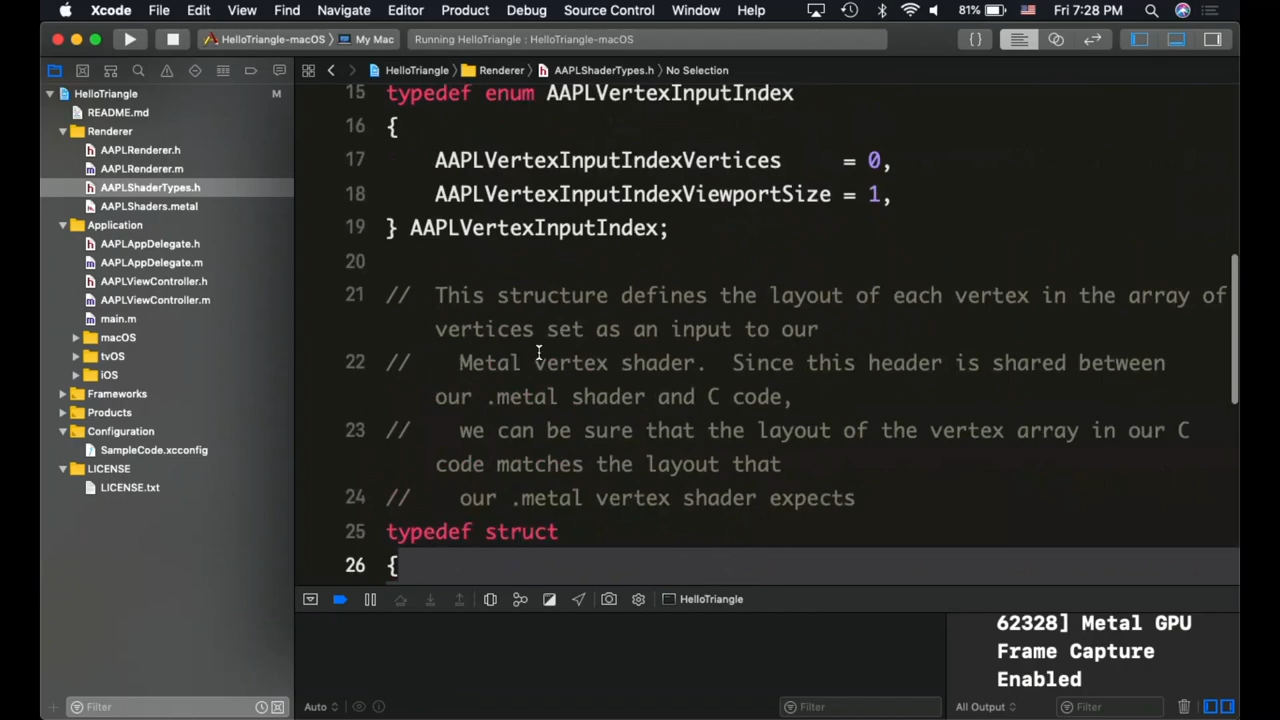 Xcode File Edit View Find Navigate Editor Product Debug Source Control Window Help 81% Fri 7:28 PM
HelloTriangle-macOS My Mac Running HelloTriangle : HelloTriangle-macOS
HelloTriangle Renderer AAPLShaderTypes.h No Selection
HelloTriangle M
README.md
Renderer
AAPLRenderer.h
AAPLRenderer.m
AAPLShaderTypes.h
AAPLShaders.metal
Application
AAPLAppDelegate.h
AAPLAppDelegate.m
AAPLViewController.h
AAPLViewController.m
main.m
macOS
tvOS
iOS
Frameworks
Products
Configuration
SampleCode.xcconfig
LICENSE
LICENSE.txt
Filter
15 typedef enum AAPLVertexInputIndex
16 {
17 AAPLVertexInputIndexVertices = 0,
18 AAPLVertexInputIndexViewportSize = 1,
19 } AAPLVertexInputIndex;
20
21 // This structure defines the layout of each vertex in the array of
vertices set as an input to our
22 // Metal vertex shader. Since this header is shared between
our .metal shader and C code,
23 // we can be sure that the layout of the vertex array in our C
code matches the layout that
24 // our .metal vertex shader expects
25 typedef struct
26 {
HelloTriangle
62328] Metal GPU
Frame Capture
Enabled
Auto Filter All Output Filter